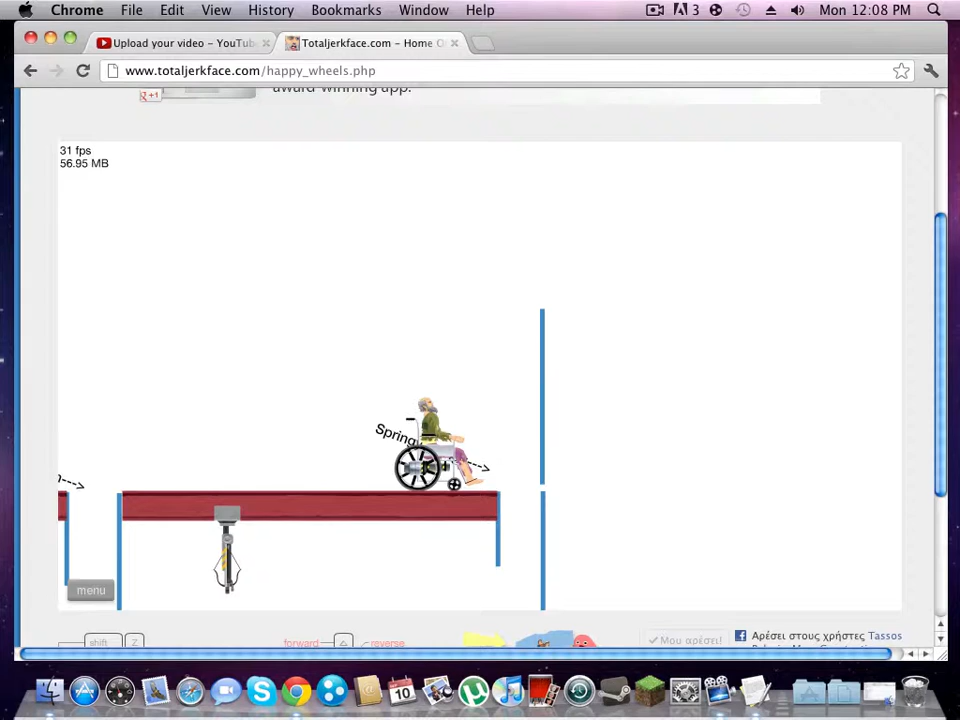 Chrome File Edit View History Bookmarks Window Help 3 Mon 12:08 PM
Upload your video – YouTub Totaljerkface.com – Home O
www.totaljerkface.com/happy_wheels.php
+1
award-winning app.
31 fps
56.95 MB
Spring
menu
shift Z forward reverse Μου αρέσει! Αρέσει στους χρήστες Tassos
10